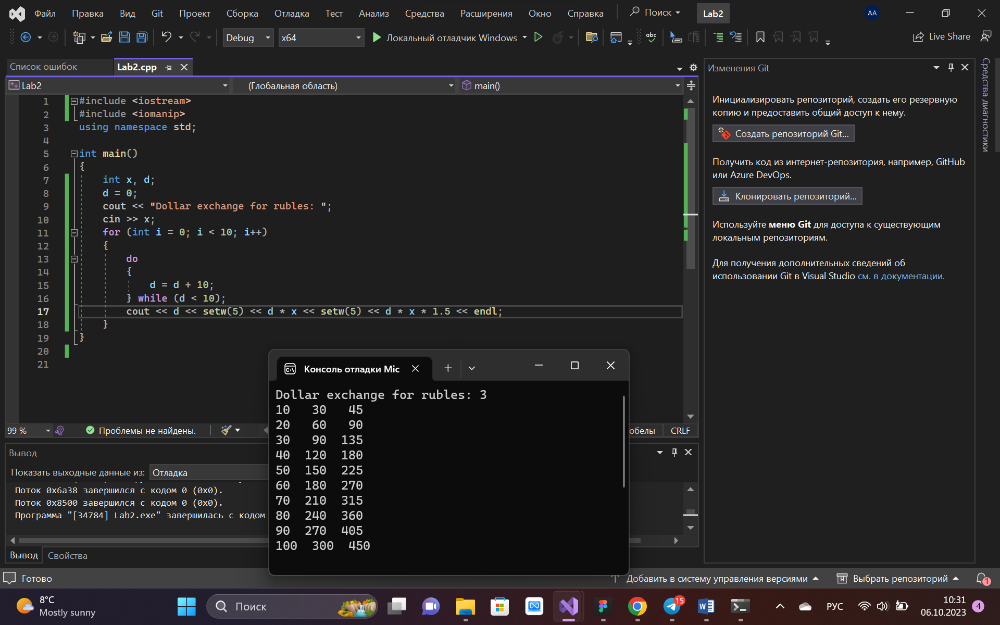 Файл Правка Вид Git Проект Сборка Отладка Тест Анализ Средства Расширения Окно Справка Поиск Lab2 AA
Debug x64 Локальный отладчик Windows abc Live Share
Список ошибок Lab2.cpp
Lab2 (Глобальная область) main()
1 #include <iostream>
2 #include <iomanip>
3 using namespace std;
4
5 int main()
6 {
7 int x, d;
8 d = 0;
9 cout << "Dollar exchange for rubles: ";
10 cin >> x;
11 for (int i = 0; i < 10; i++)
12 {
13 do
14 {
15 d = d + 10;
16 } while (d < 10);
17 cout << d << setw(5) << d * x << setw(5) << d * x * 1.5 << endl;
18 }
19 }
20
21
99 % Проблемы не найдены. обелы CRLF
Изменения Git
Инициализировать репозиторий, создать его резервную
копию и предоставить общий доступ к нему.
Создать репозиторий Git...
Получить код из интернет-репозитория, например, GitHub
или Azure DevOps.
Клонировать репозиторий...
Используйте меню Git для доступа к существующим
локальным репозиториям.
Для получения дополнительных сведений об
использовании Git в Visual Studio см. в документации.
Средства диагностики
Вывод
Показать выходные данные из: Отладка
Поток 0x6a38 завершился с кодом 0 (0x0).
Поток 0x8500 завершился с кодом 0 (0x0).
Программа "[34784] Lab2.exe" завершилась с кодом
Вывод Свойства
Консоль отладки Mic
Dollar exchange for rubles: 3
10 30 45
20 60 90
30 90 135
40 120 180
50 150 225
60 180 270
70 210 315
80 240 360
90 270 405
100 300 450
Готово Добавить в систему управления версиями Выбрать репозиторий 1
8°C
Mostly sunny
Поиск
15
РУС
10:31
06.10.2023
4